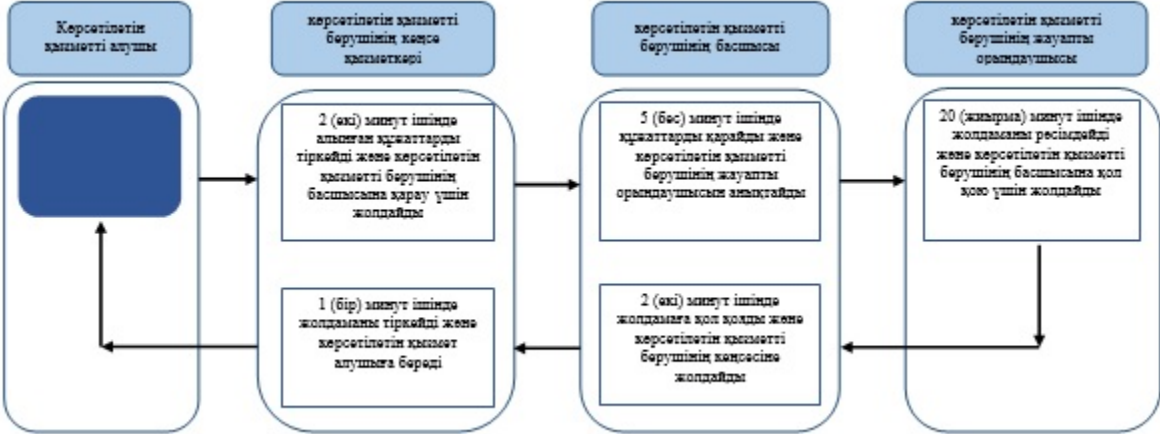 Көрсетілетін
қызметті алушы
көрсетілетін қызметті
берушінің кеңсе
қызметкері
көрсетілетін қызметті
берушінің басшысы
көрсетілетін қызметті
берушінің жауапты
орындаушысы
2 (екі) минут ішінде
алынған құжаттарды
тіркейді және көрсетілетін
қызметті берушінің
басшысына қарау үшін
жолдайды
5 (бес) минут ішінде
құжаттарды қарайды және
көрсетілетін қызметті
берушінің жауапты
орындаушысын анықтайды
20 (жиырма) минут ішінде
жолдаманы ресімдейді
және көрсетілетін қызметті
берушінің басшысына қол
қою үшін жолдайды
1 (бір) минут ішінде
жолдаманы тіркейді және
көрсетілетін қызмет
алушыға береді
2 (екі) минут ішінде
жолдамаға қол қояды және
көрсетілетін қызметті
берушінің кеңсесіне
жолдайды